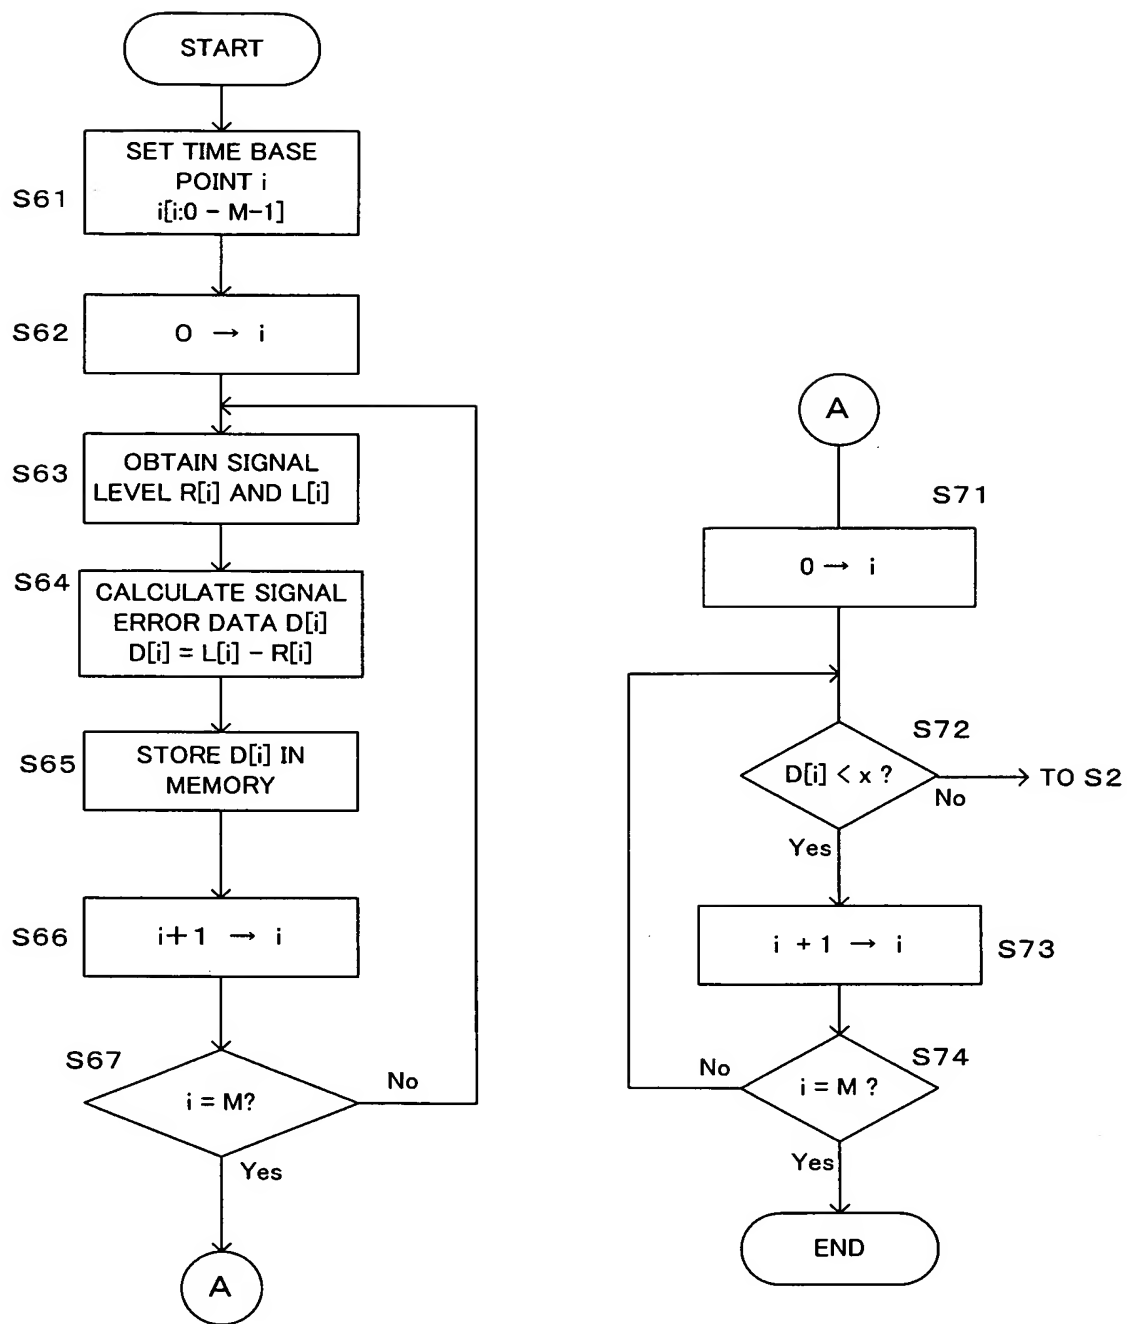 START
S61
SET TIME BASE
POINT i
i[i:0 - M-1]
S62
0 → i
S63
OBTAIN SIGNAL
LEVEL R[i] AND L[i]
S64
CALCULATE SIGNAL
ERROR DATA D[i]
D[i] = L[i] - R[i]
S65
STORE D[i] IN
MEMORY
S66
i+1 → i
S67
i = M?
No
Yes
A
A
S71
0 → i
S72
D[i] < x ?
No
TO S2
Yes
i + 1 → i
S73
S74
i = M ?
No
Yes
END